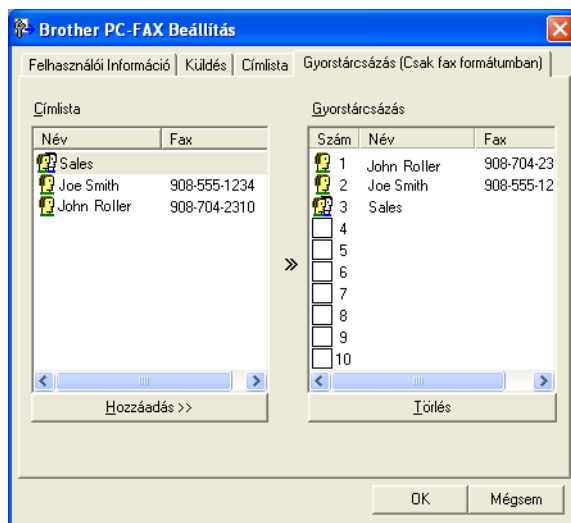 Brother PC-FAX Beállítás
Felhasználói Információ Küldés Címlista Gyorstárcsázás (Csak fax formátumban)
Címlista Gyorstárcsázás
Név Fax Szám Név Fax
Sales 1 John Roller 908-704-23
Joe Smith 908-555-1234 2 Joe Smith 908-555-12
John Roller 908-704-2310 3 Sales
4
5
6
»
7
8
9
10
Hozzáadás >> Törlés
OK Mégsem